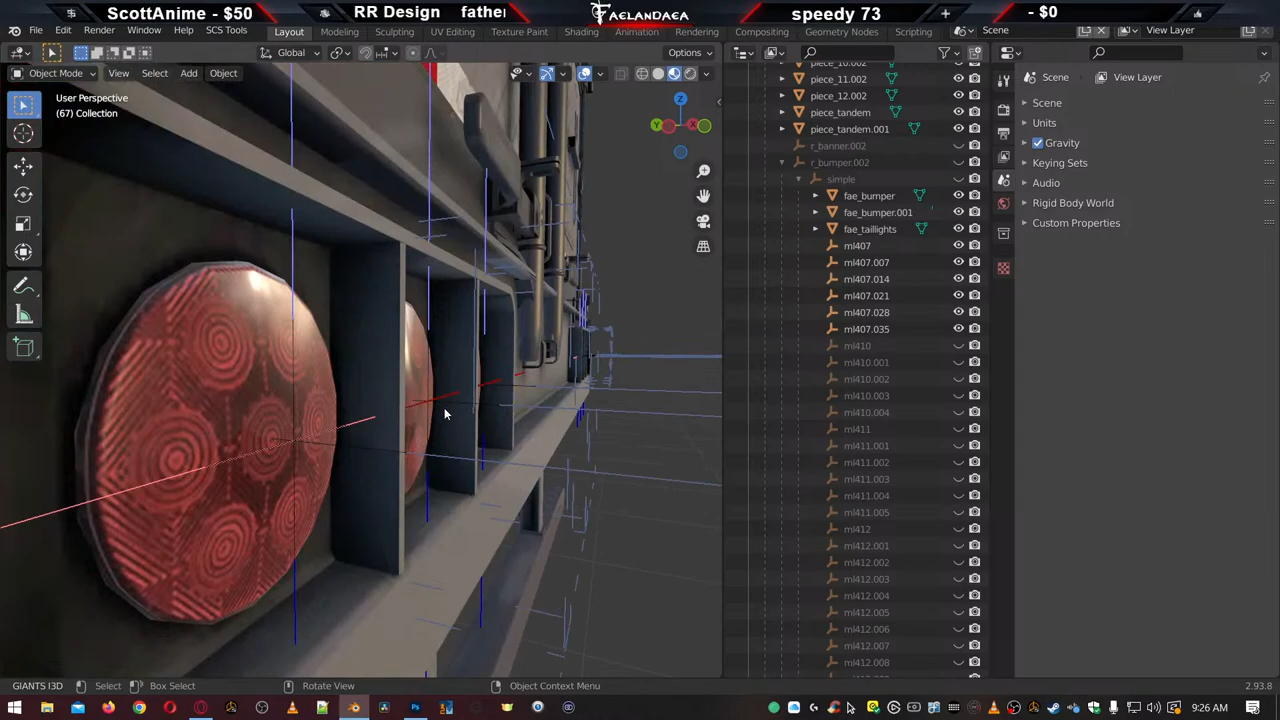 ScottAnime - $50
RR Design father
FAELANDAEA
speedy 73
- $0
File Edit Render Window Help SCS Tools
Layout Modeling Sculpting UV Editing Texture Paint Shading Animation Rendering Compositing Geometry Nodes Scripting
Scene
View Layer
Global
Options
Object Mode View Select Add Object
User Perspective
(67) Collection
Z
Y
X
piece_10.002
piece_11.002
piece_12.002
piece_tandem
piece_tandem.001
r_banner.002
r_bumper.002
simple
fae_bumper
fae_bumper.001
fae_taillights
ml407
ml407.007
ml407.014
ml407.021
ml407.028
ml407.035
ml410
ml410.001
ml410.002
ml410.003
ml410.004
ml411
ml411.001
ml411.002
ml411.003
ml411.004
ml411.005
ml412
ml412.001
ml412.002
ml412.003
ml412.004
ml412.005
ml412.006
ml412.007
ml412.008
Scene View Layer
Scene
Units
Gravity
Keying Sets
Audio
Rigid Body World
Custom Properties
GIANTS I3D Select Box Select Rotate View Object Context Menu 2.93.8
9:26 AM